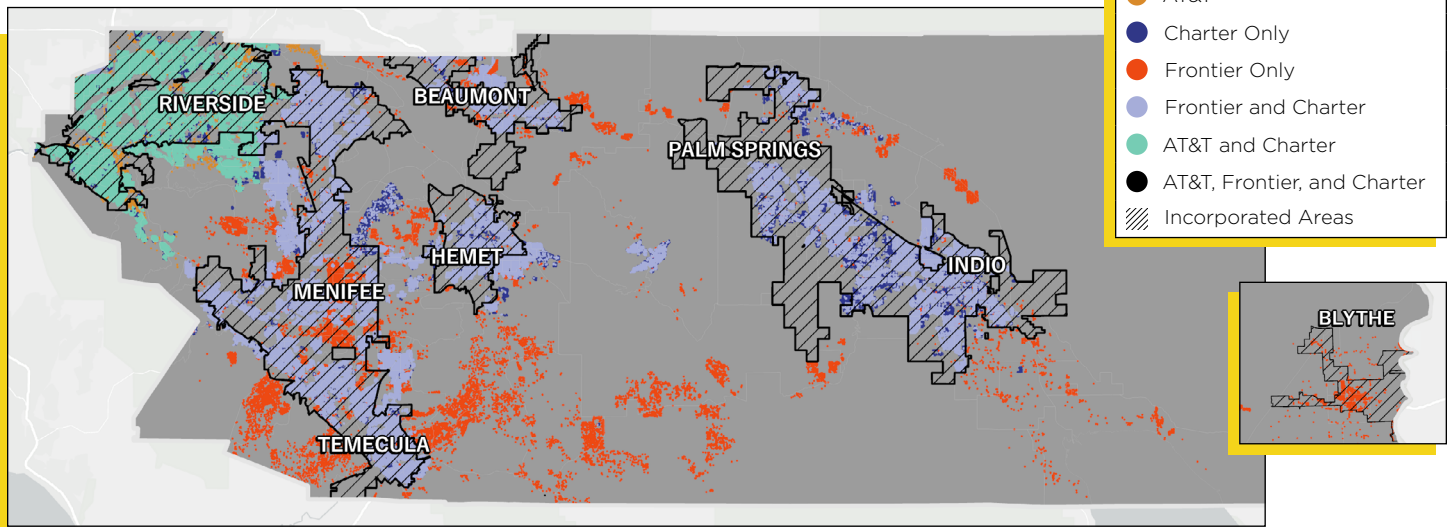 AT&T
Charter Only
Frontier Only
Frontier and Charter
AT&T and Charter
AT&T, Frontier, and Charter
Incorporated Areas
RIVERSIDE
BEAUMONT
PALM SPRINGS
HEMET
INDIO
MENIFEE
TEMECULA
BLYTHE